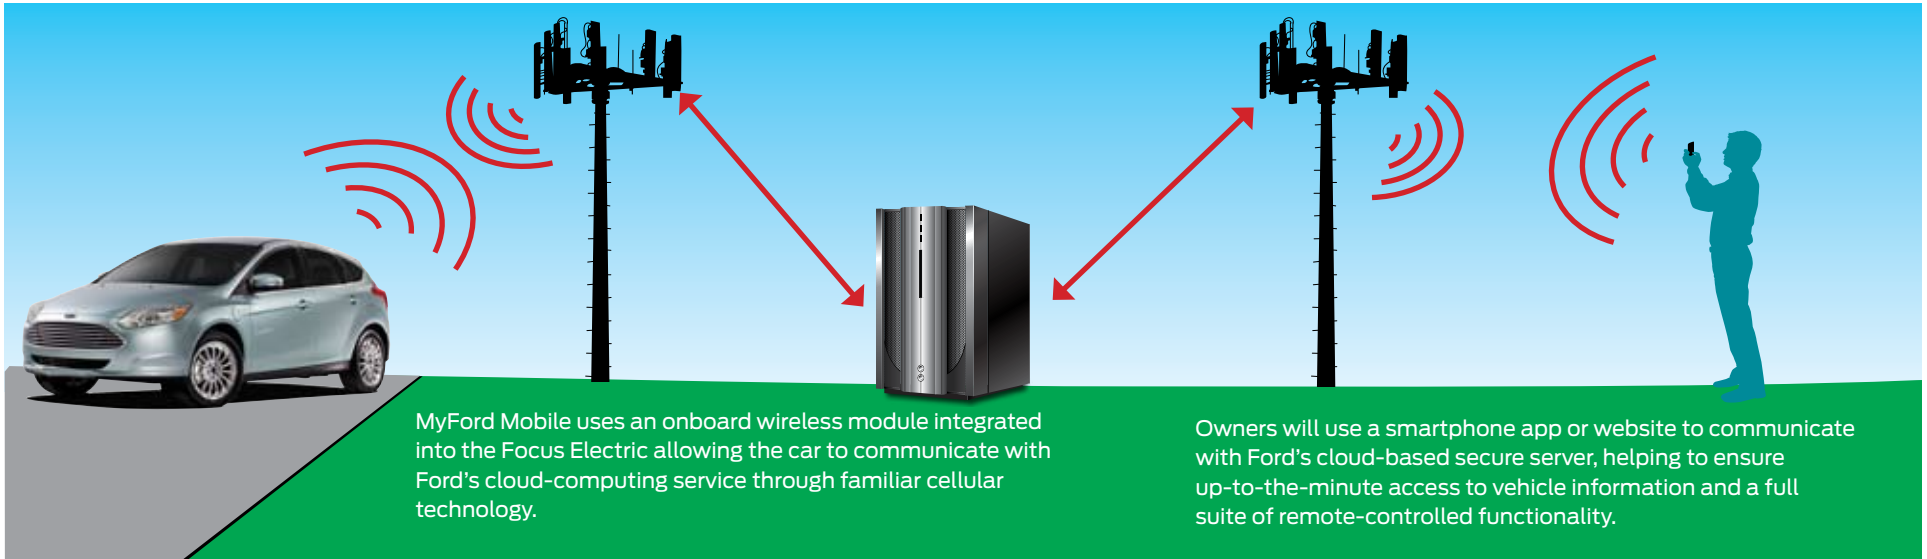 MyFord Mobile uses an onboard wireless module integrated
into the Focus Electric allowing the car to communicate with
Ford’s cloud-computing service through familiar cellular
technology.
Owners will use a smartphone app or website to communicate
with Ford’s cloud-based secure server, helping to ensure
up-to-the-minute access to vehicle information and a full
suite of remote-controlled functionality.